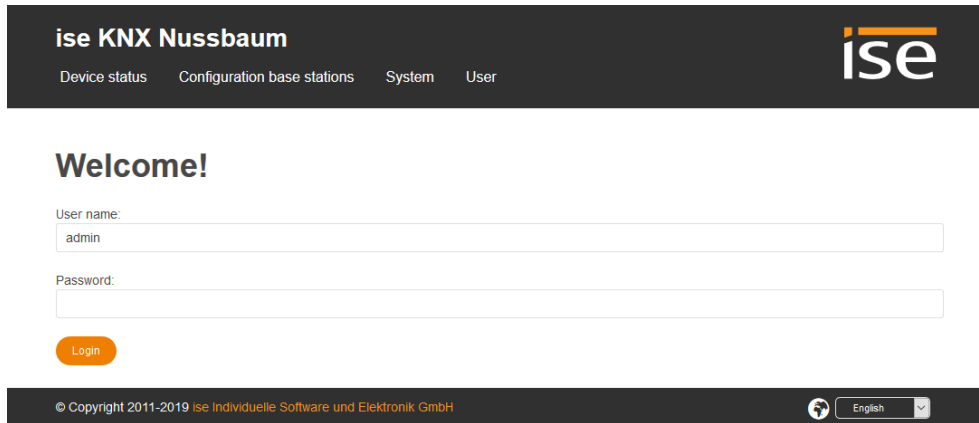 ise KNX Nussbaum
ise
Device status Configuration base stations System User
Welcome!
User name:
admin
Password:
Login
© Copyright 2011-2019 ise Individuelle Software und Elektronik GmbH
English